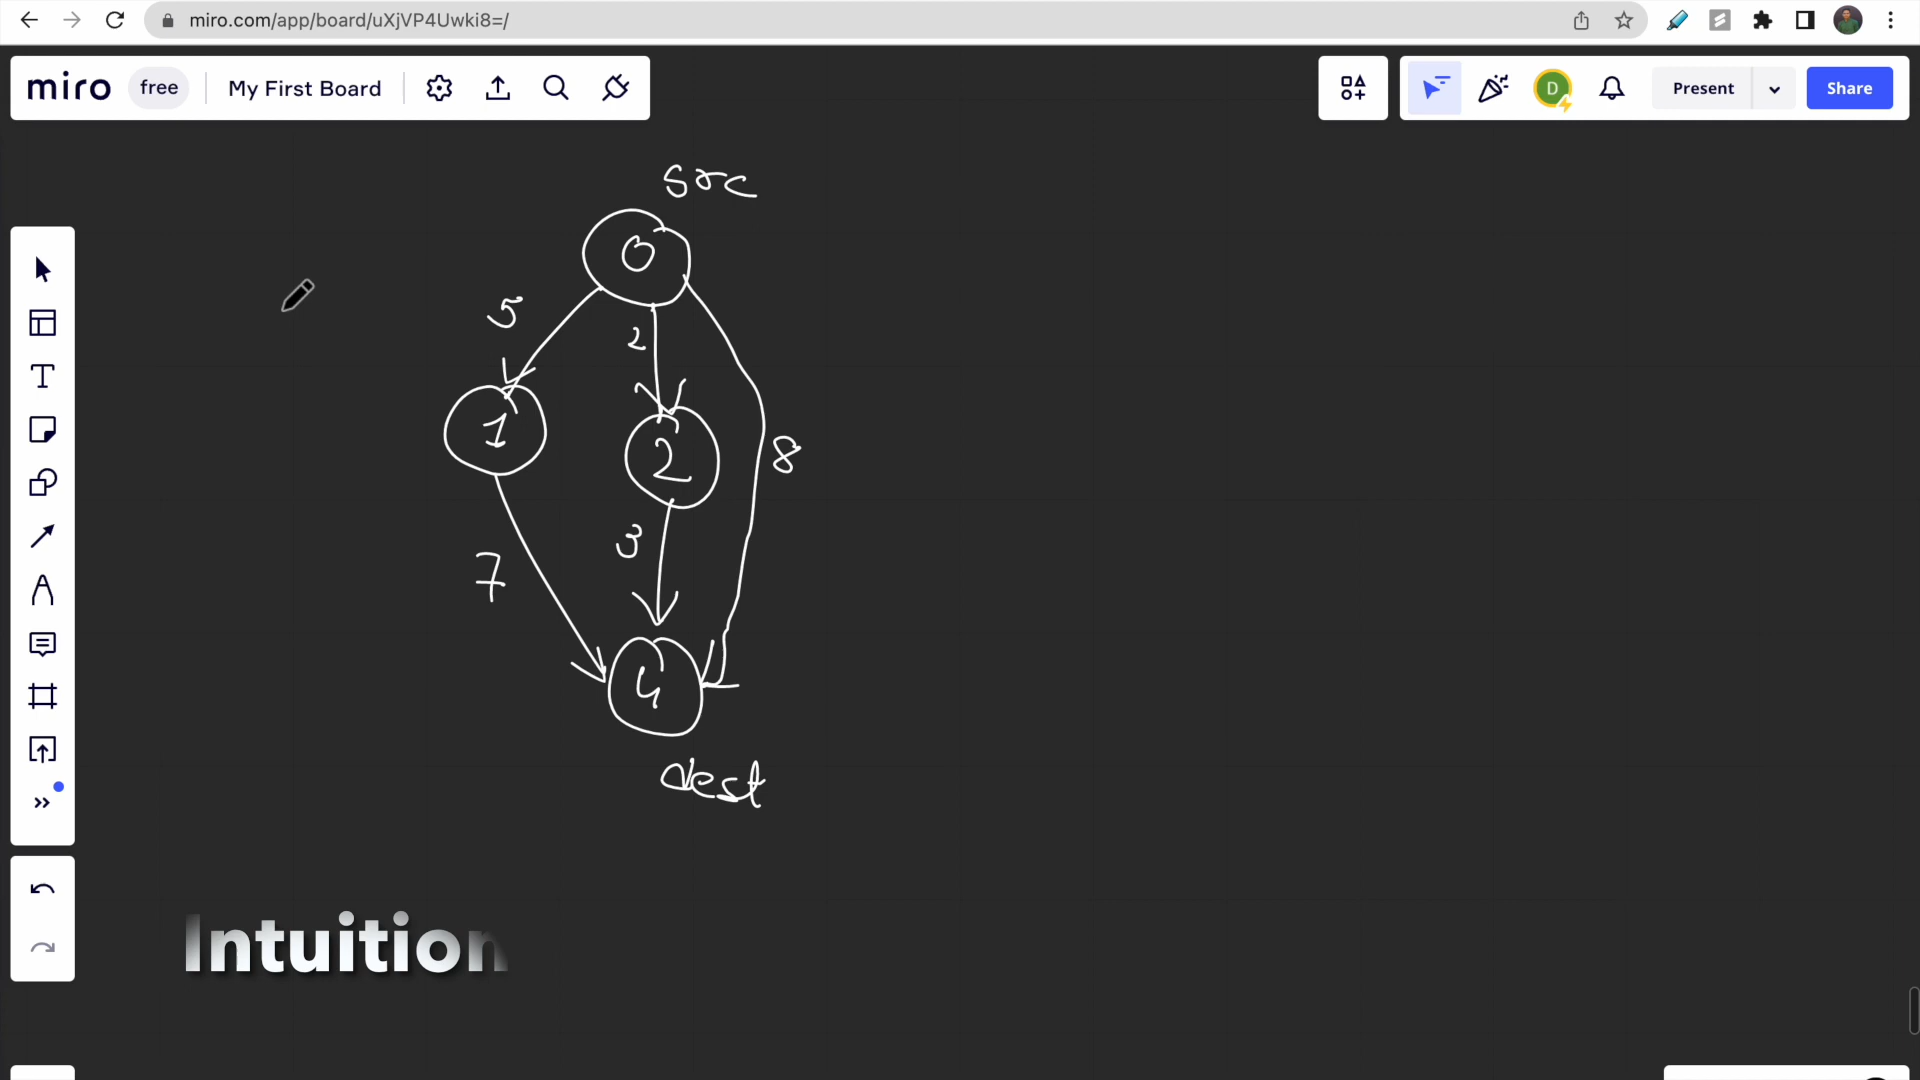 miro.com/app/board/uXjVP4Uwki8=/
miro free My First Board D Present Share
src
0
5
2
1
2
8
3
7
4
dest
Intuition